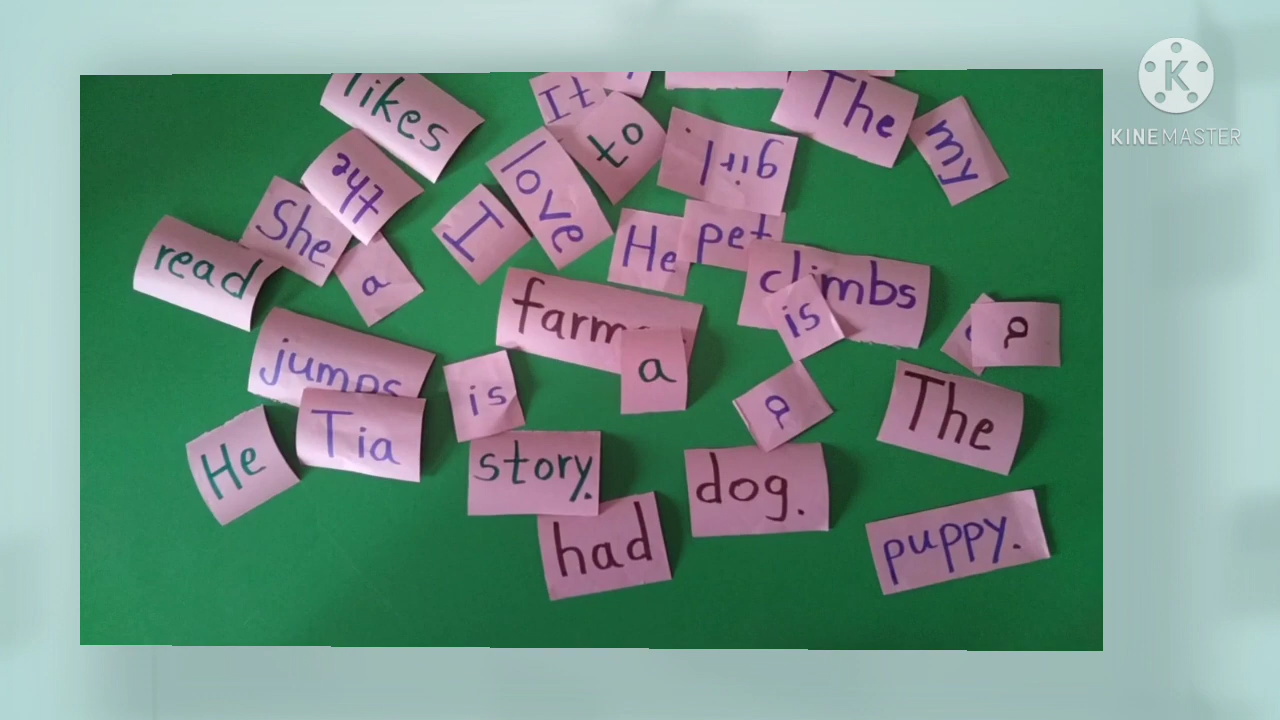 likes
It
to
The
my
the
love
girl.
She
I
He
pet
read
a
climbs
is
farm
a
a
jumps
is
a
The
He
Tia
story.
dog.
had
puppy.
KINEMASTER